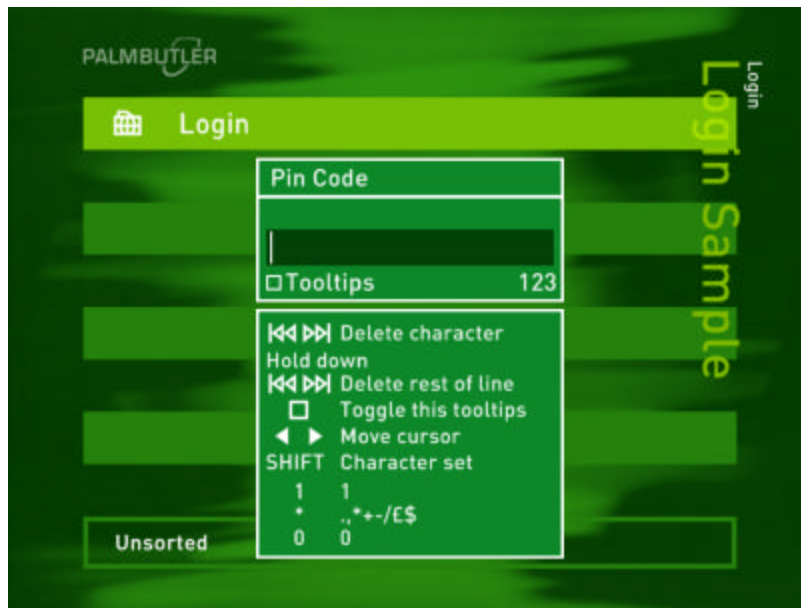 PALMBUTLER
Login
Login
Login Sample
Pin Code
Tooltips 123
Delete character
Hold down
Delete rest of line
Toggle this tooltips
Move cursor
SHIFT Character set
1 1
* .,*+-/£$
0 0
Unsorted